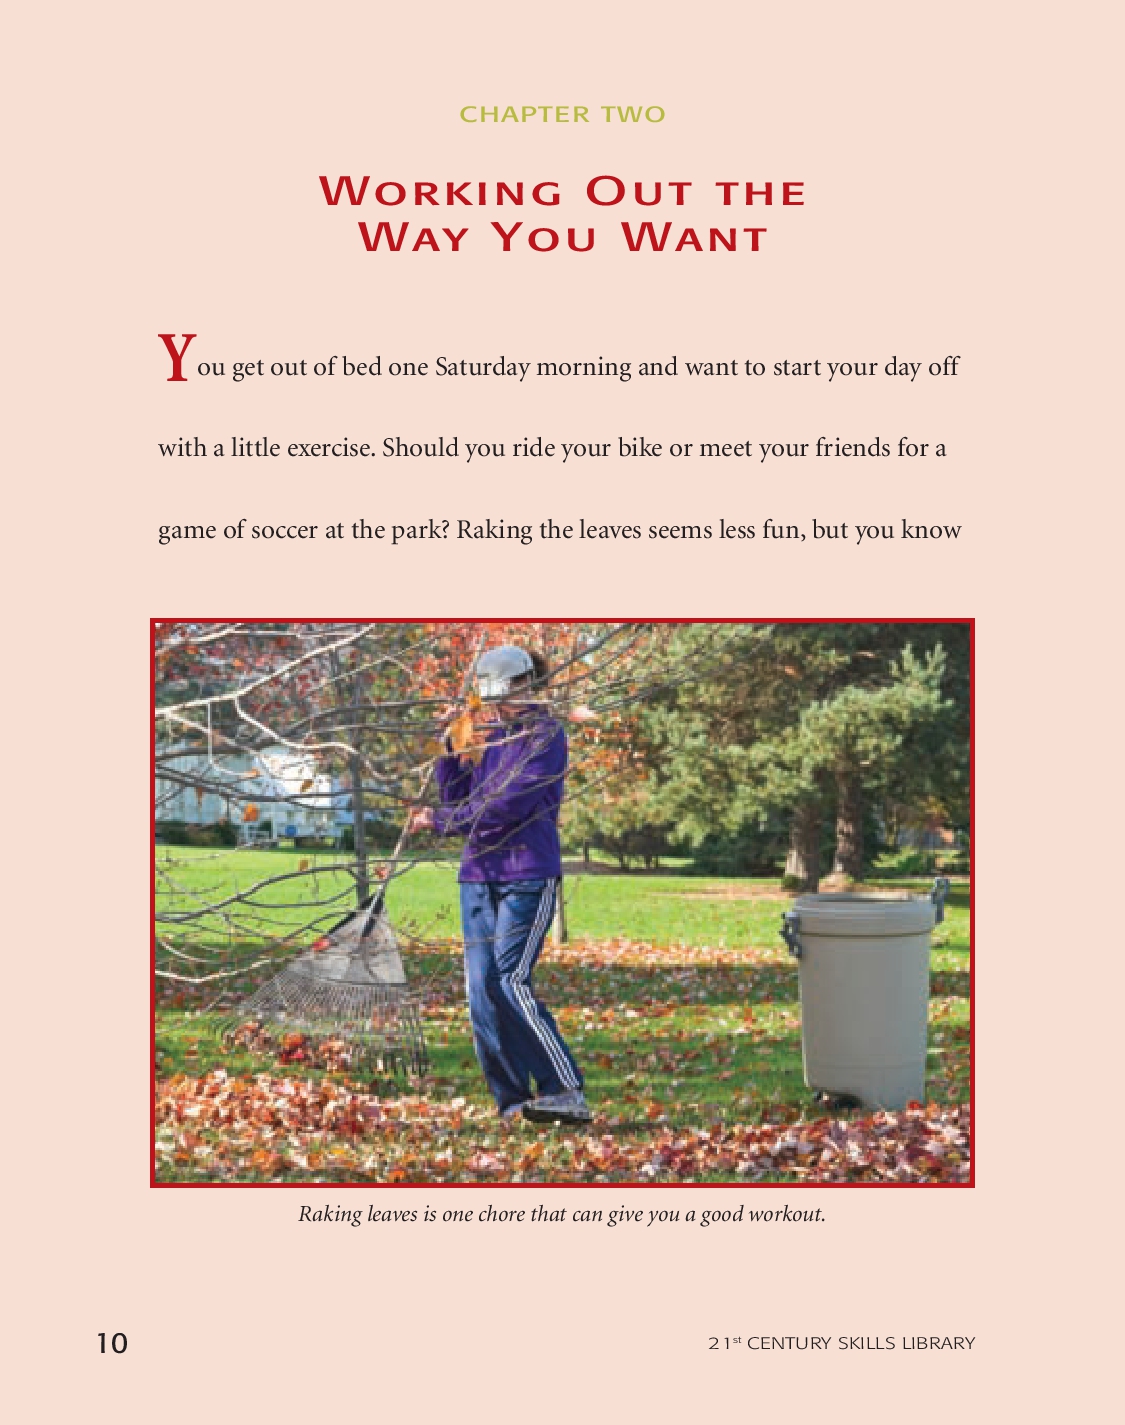 CHAPTER TWO
WORKING OUT THE
WAY YOU WANT
You get out of bed one Saturday morning and want to start your day off
with a little exercise. Should you ride your bike or meet your friends for a
game of soccer at the park? Raking the leaves seems less fun, but you know
Raking leaves is one chore that can give you a good workout.
10
21st CENTURY SKILLS LIBRARY